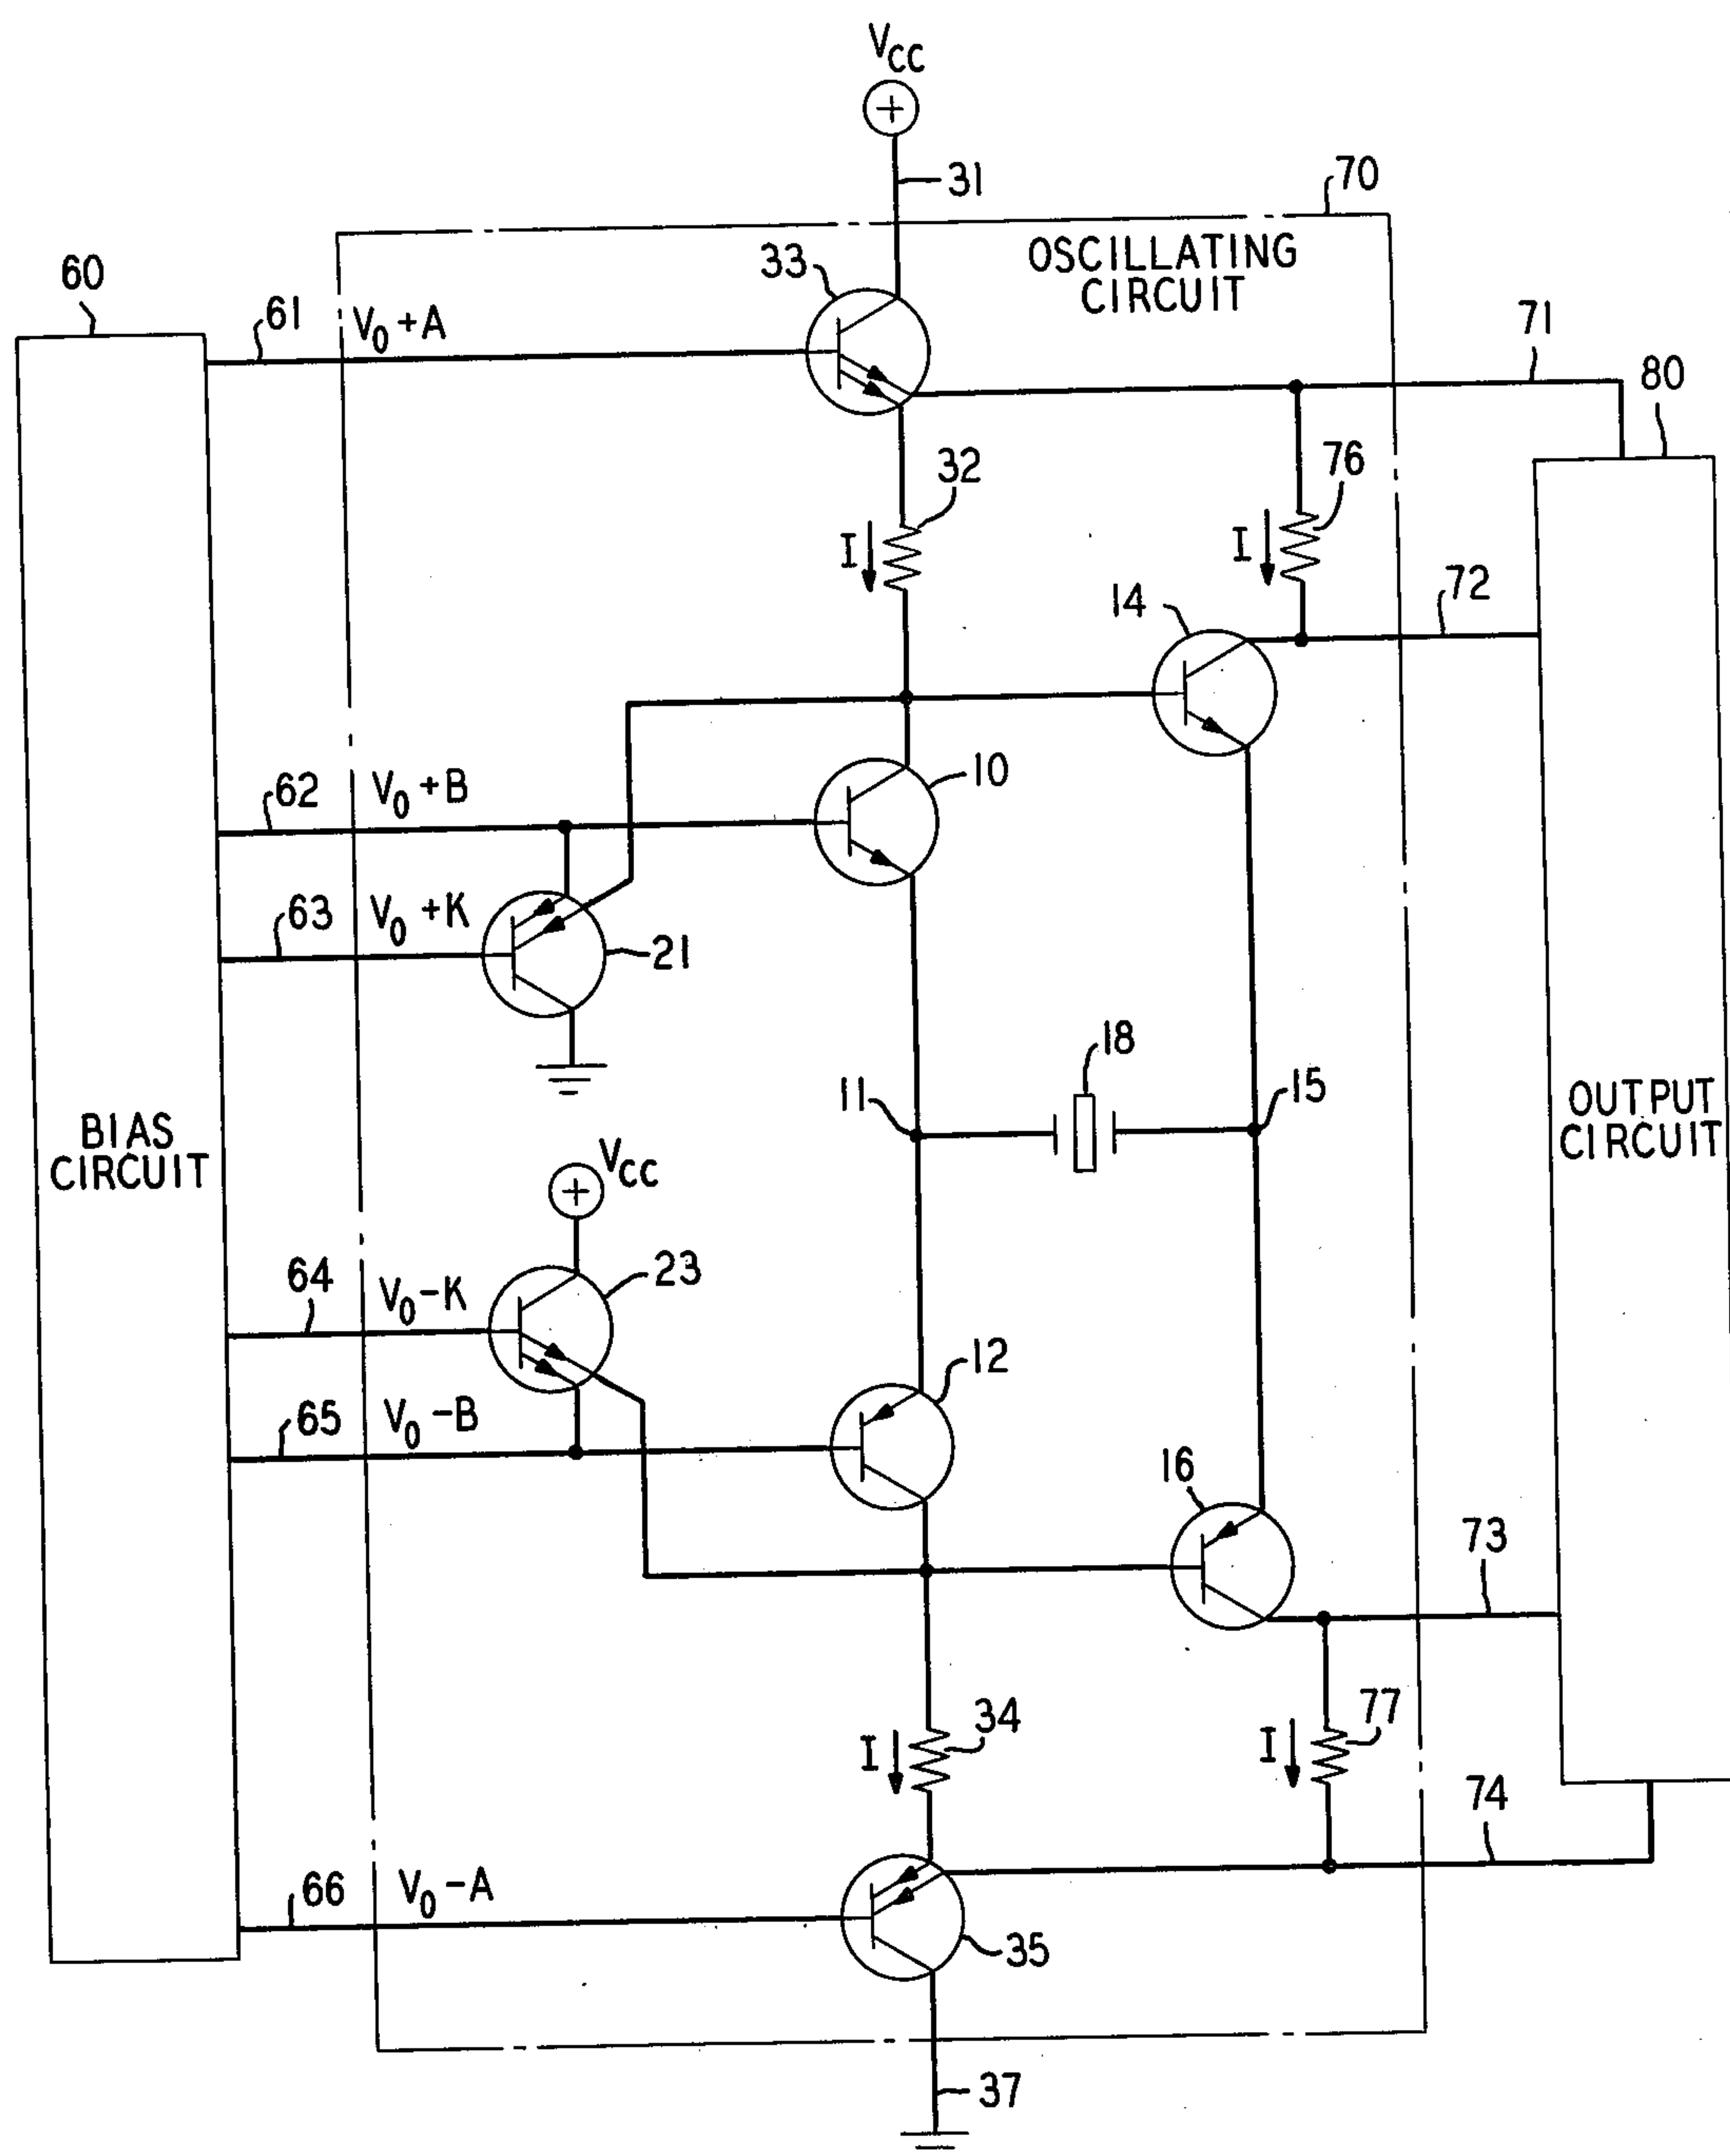 VCC
31
70
OSCILLATING
CIRCUIT
33
60
61
V0+A
71
80
32
76
I
I
72
14
10
62
V0+B
63
V0+K
21
18
11
15
BIAS
CIRCUIT
OUTPUT
CIRCUIT
VCC
23
64
V0-K
12
65
V0-B
16
73
34
77
I
I
74
66
V0-A
35
37